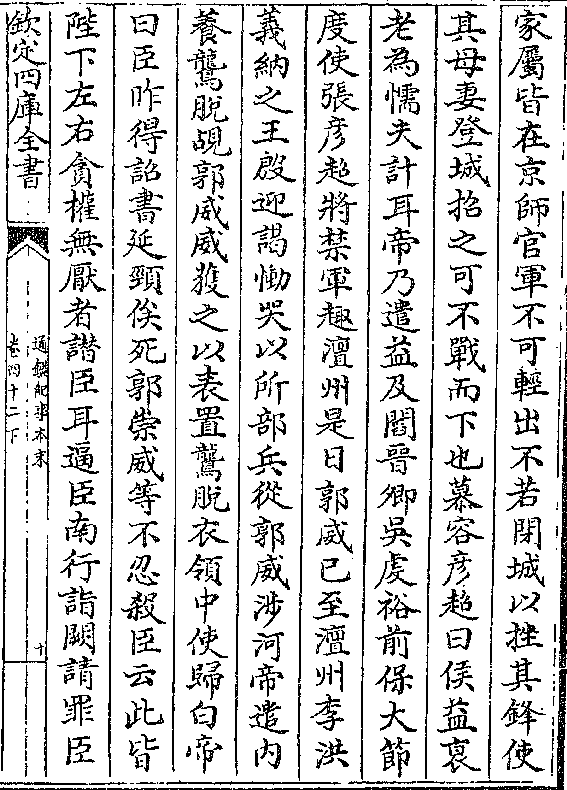 家屬皆在京師官軍不可輕出不若閉城以挫其鋒使
其母妻登城招之可不戰而下也慕容彦超曰侯益衰
老為懦夫計耳帝乃遣益及閻晉卿吳虔裕前保大節
度使張彦超將禁軍趣澶州是日郭威已至澶州李洪
義納之王殷迎謁慟哭以所部兵從郭威涉河帝遣内
養鸗脱覘郭威威獲之以表置鸗脱衣領中使歸白帝
曰臣昨得詔書延頸俟死郭崇威等不忍殺臣云此皆
陛下左右貪權無厭者譛臣耳逼臣南行詣闕請罪臣
欽定四庫全書
通鑑紀事本末
卷四十二下
十